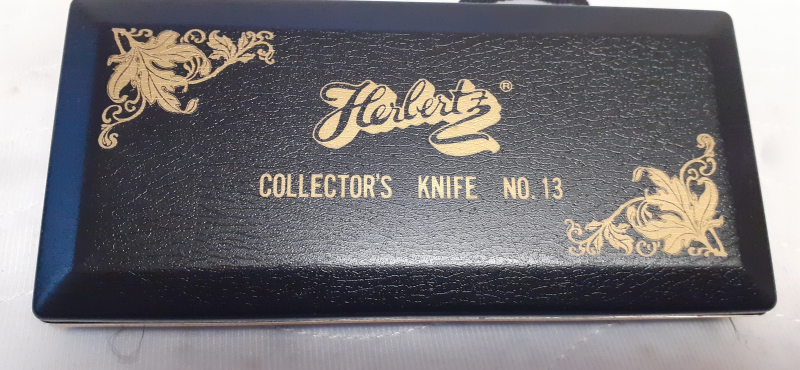 Herbertz®
COLLECTOR'S KNIFE NO.13